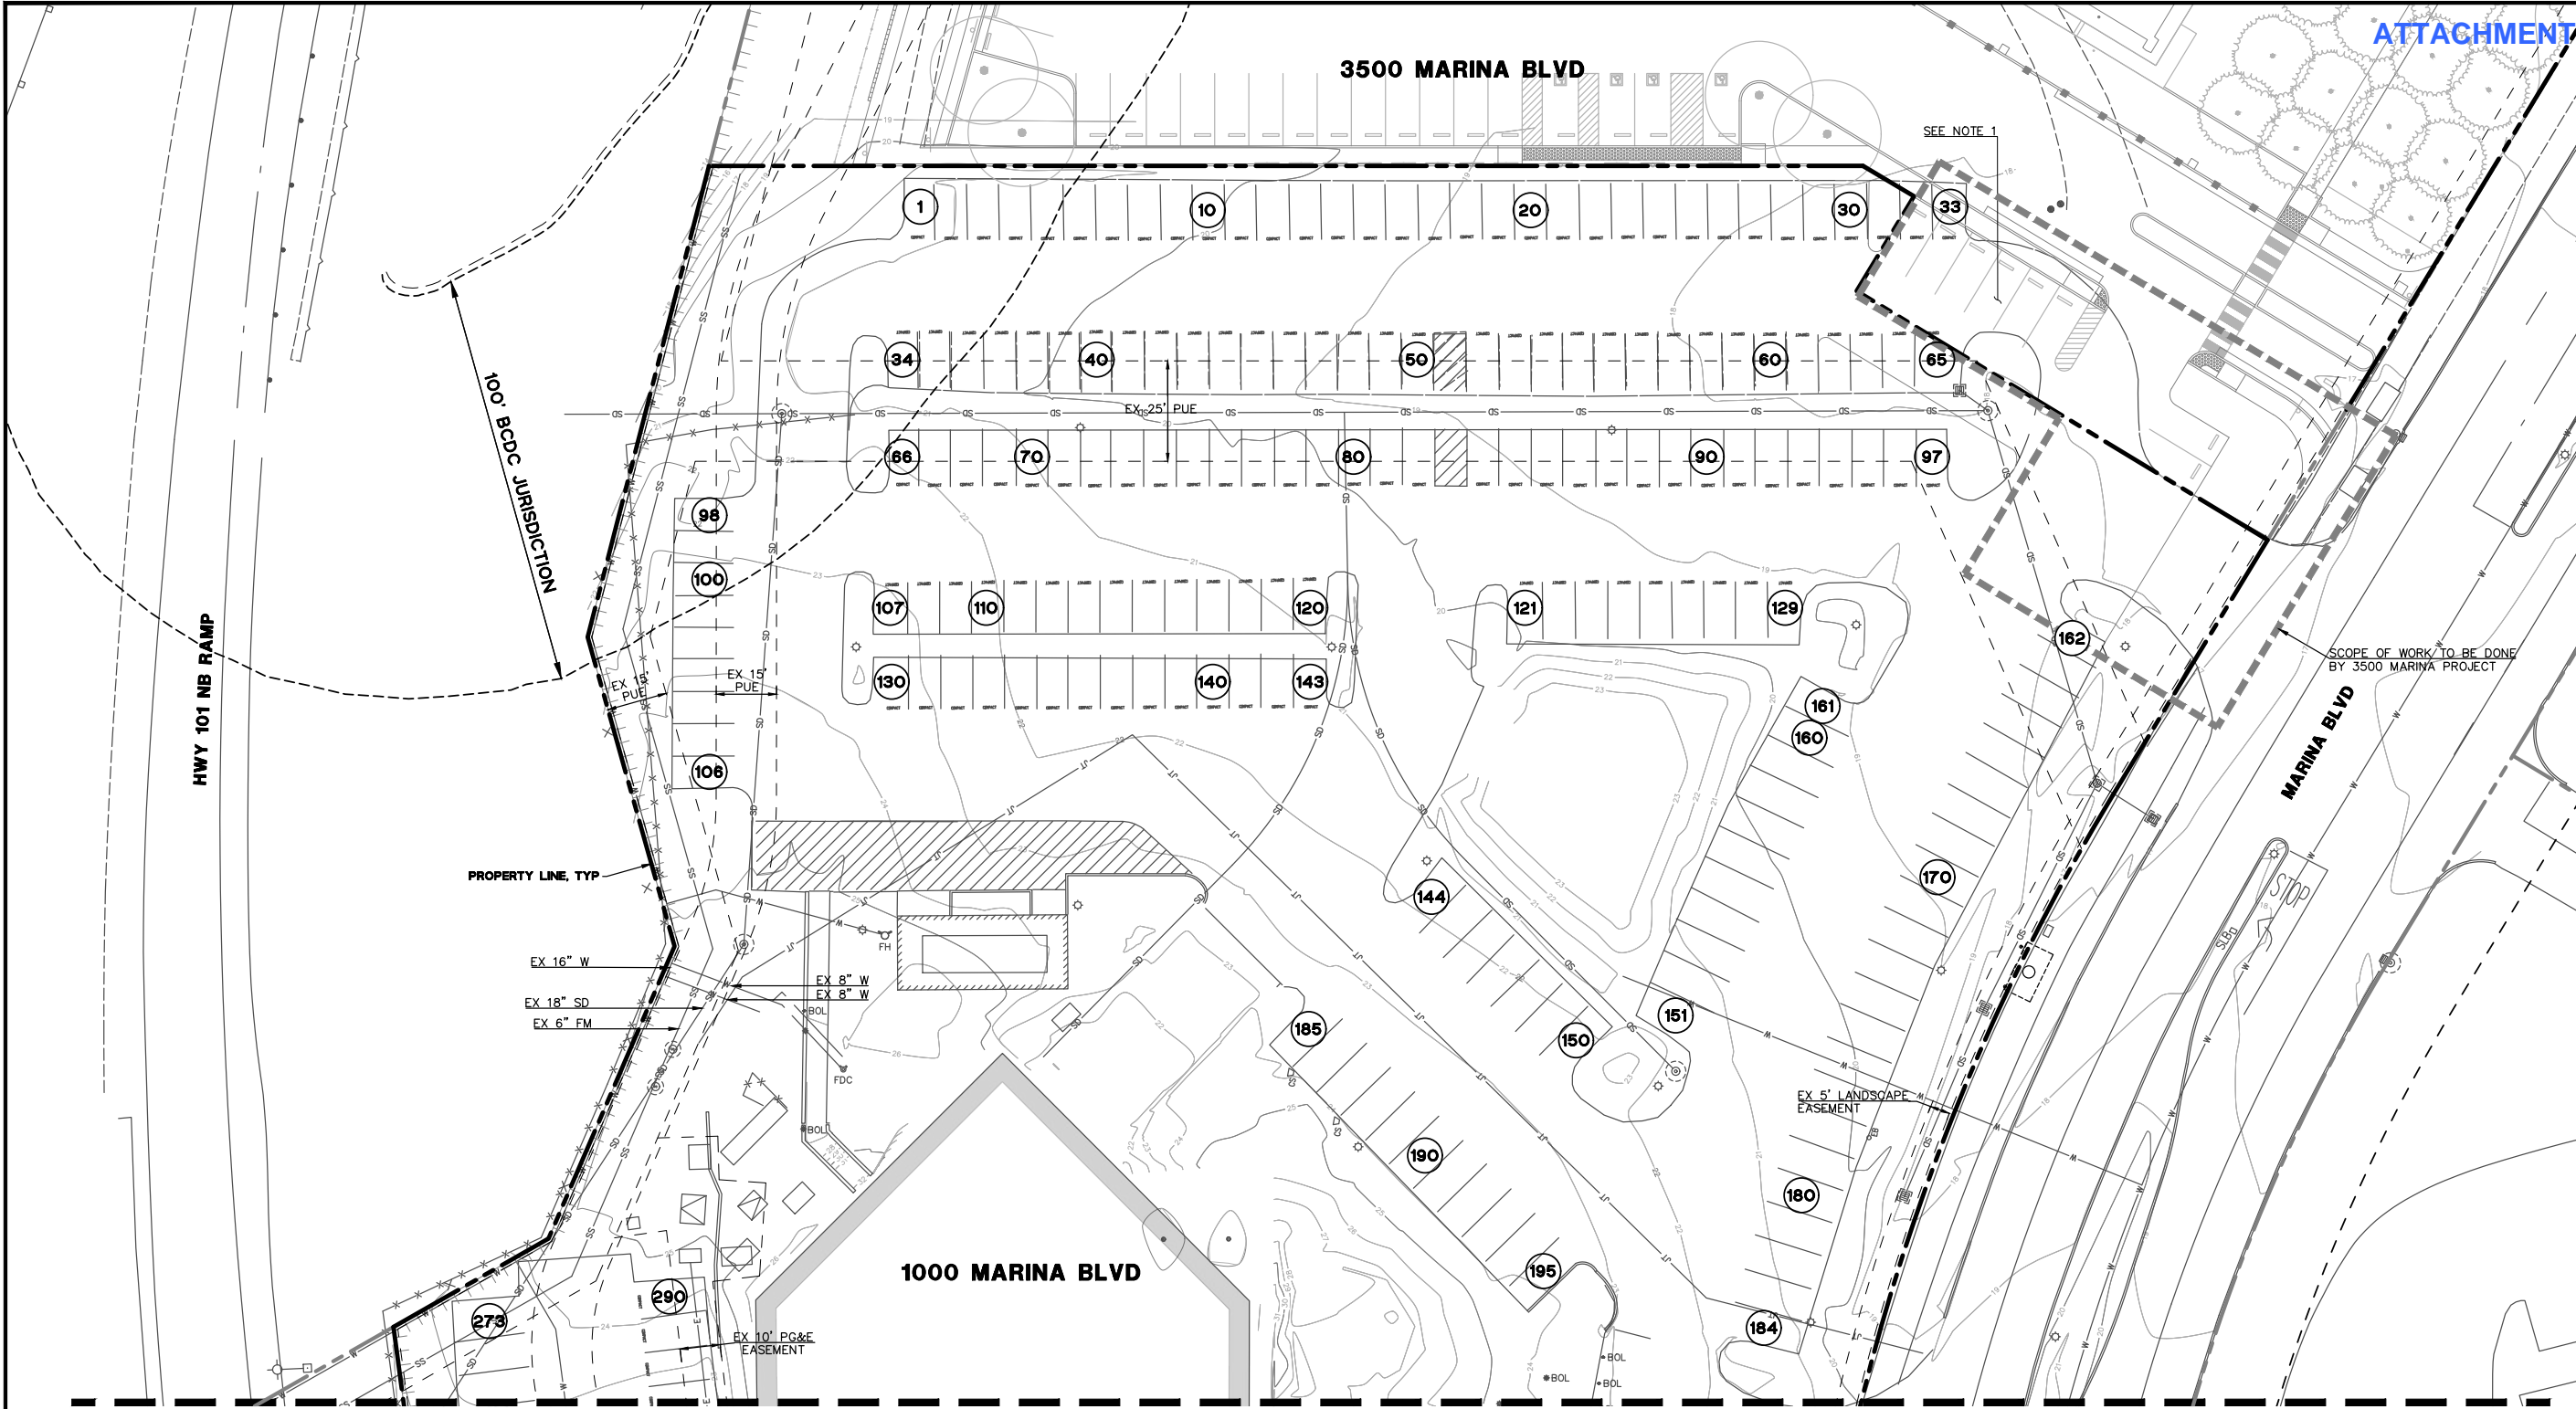 ATTACHMENT
3500 MARINA BLVD
SEE NOTE 1
1
10
20
30
33
34
40
50
60
65
EX 25' PUE
66
70
80
90
97
100' BCDC JURISDICTION
98
100
106
107
110
120
121
129
130
140
143
EX 15'
PUE
EX 15'
PUE
162
161
160
SCOPE OF WORK TO BE DONE
BY 3500 MARINA PROJECT
HWY 101 NB RAMP
MARINA BLVD
PROPERTY LINE, TYP
144
150
151
170
180
184
STOP
SLB
FH
EX 16" W
EX 8" W
EX 8" W
EX 18" SD
EX 6" FM
BOL
FDC
BOL
185
190
195
EX 5' LANDSCAPE
EASEMENT
EB
1000 MARINA BLVD
273
290
EX 10' PG&E
EASEMENT
BOL
BOL
BOL